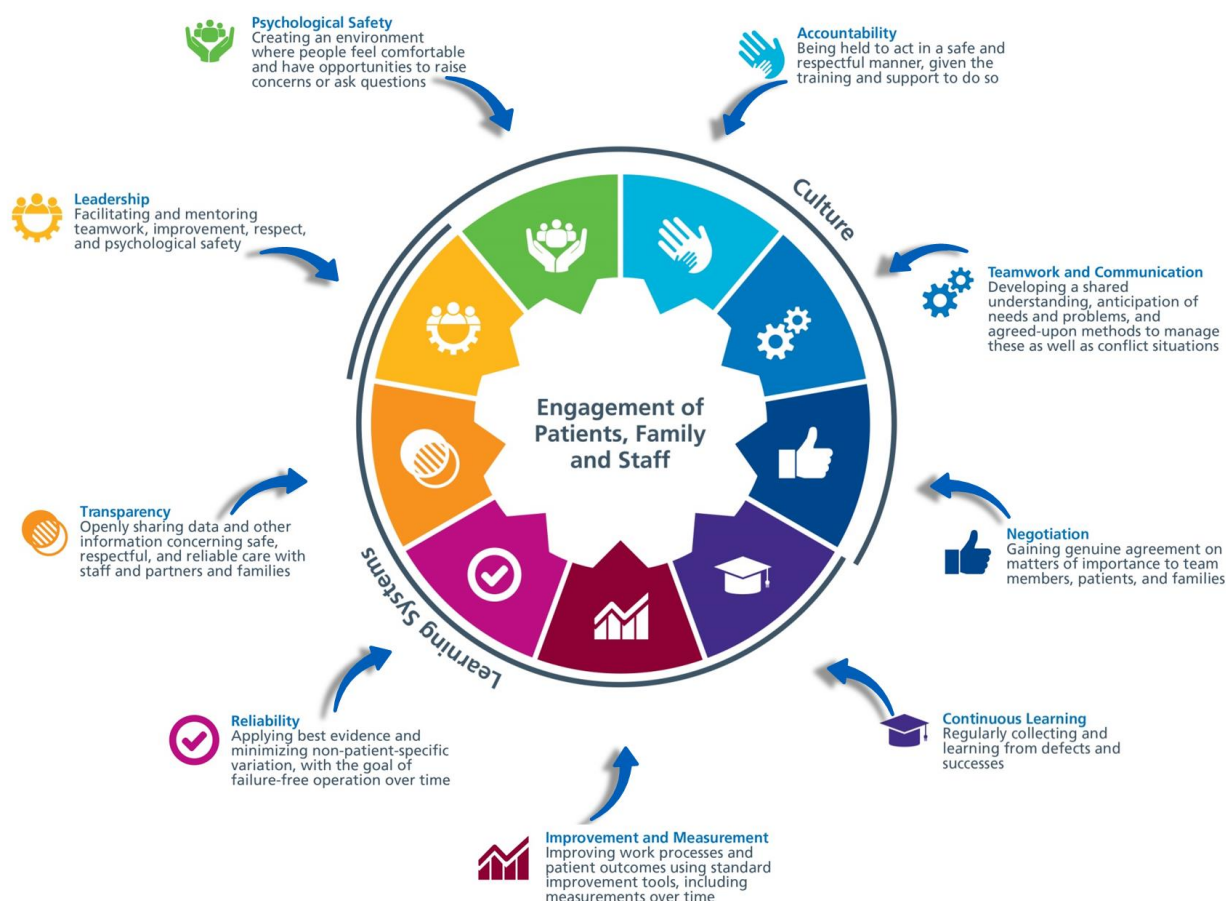 Psychological Safety
Creating an environment
where people feel comfortable
and have opportunities to raise
concerns or ask questions
Accountability
Being held to act in a safe and
respectful manner, given the
training and support to do so
Culture
Leadership
Facilitating and mentoring
teamwork, improvement, respect,
and psychological safety
Teamwork and Communication
Developing a shared
understanding, anticipation of
needs and problems, and
agreed-upon methods to manage
these as well as conflict situations
Engagement of
Patients, Family
and Staff
Transparency
Openly sharing data and other
information concerning safe,
respectful, and reliable care with
staff and partners and families
Negotiation
Gaining genuine agreement on
matters of importance to team
members, patients, and families
Learning Systems
Reliability
Applying best evidence and
minimizing non-patient-specific
variation, with the goal of
failure-free operation over time
Continuous Learning
Regularly collecting and
learning from defects and
successes
Improvement and Measurement
Improving work processes and
patient outcomes using standard
improvement tools, including
measurements over time